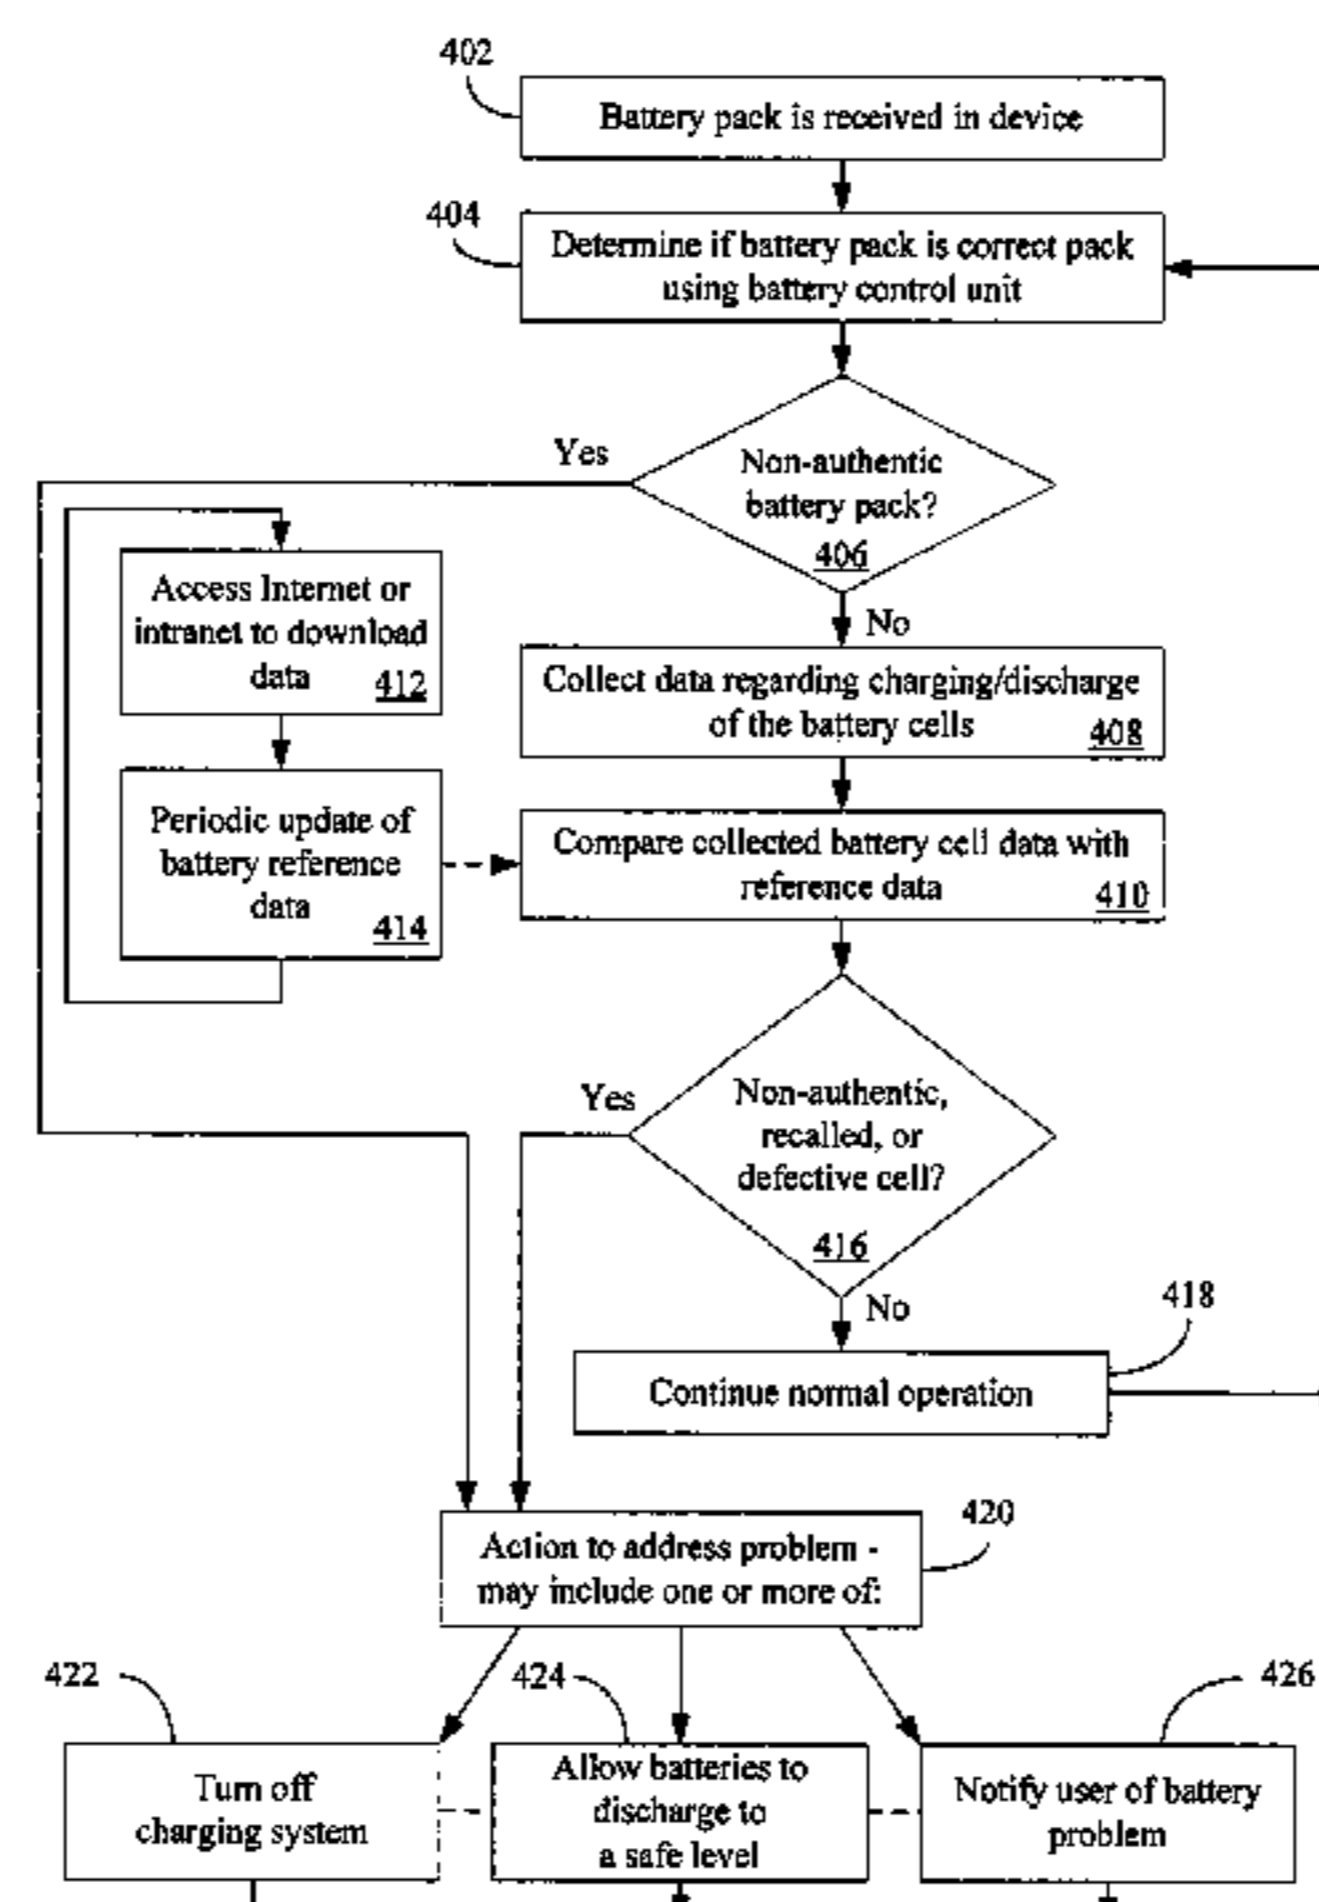 402
Battery pack is received in device
404
Determine if battery pack is correct pack
using battery control unit
Yes
Non-authentic
battery pack?
406
No
Access Internet or
intranet to download
data
412
Collect data regarding charging/discharge
of the battery cells
408
Periodic update of
battery reference
data
414
Compare collected battery cell data with
reference data
410
Yes
Non-authentic,
recalled, or
defective cell?
416
No
418
Continue normal operation
420
Action to address problem -
may include one or more of:
422
Turn off
charging system
424
Allow batteries to
discharge to
a safe level
426
Notify user of battery
problem